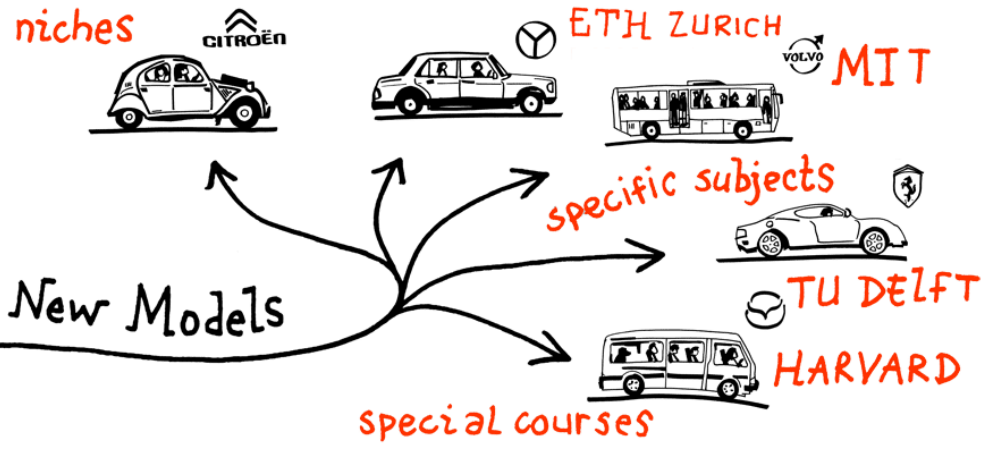 niches
CITROËN
ETH ZURICH
VOLVO
MIT
specific subjects
New Models
TU DELFT
HARVARD
special courses